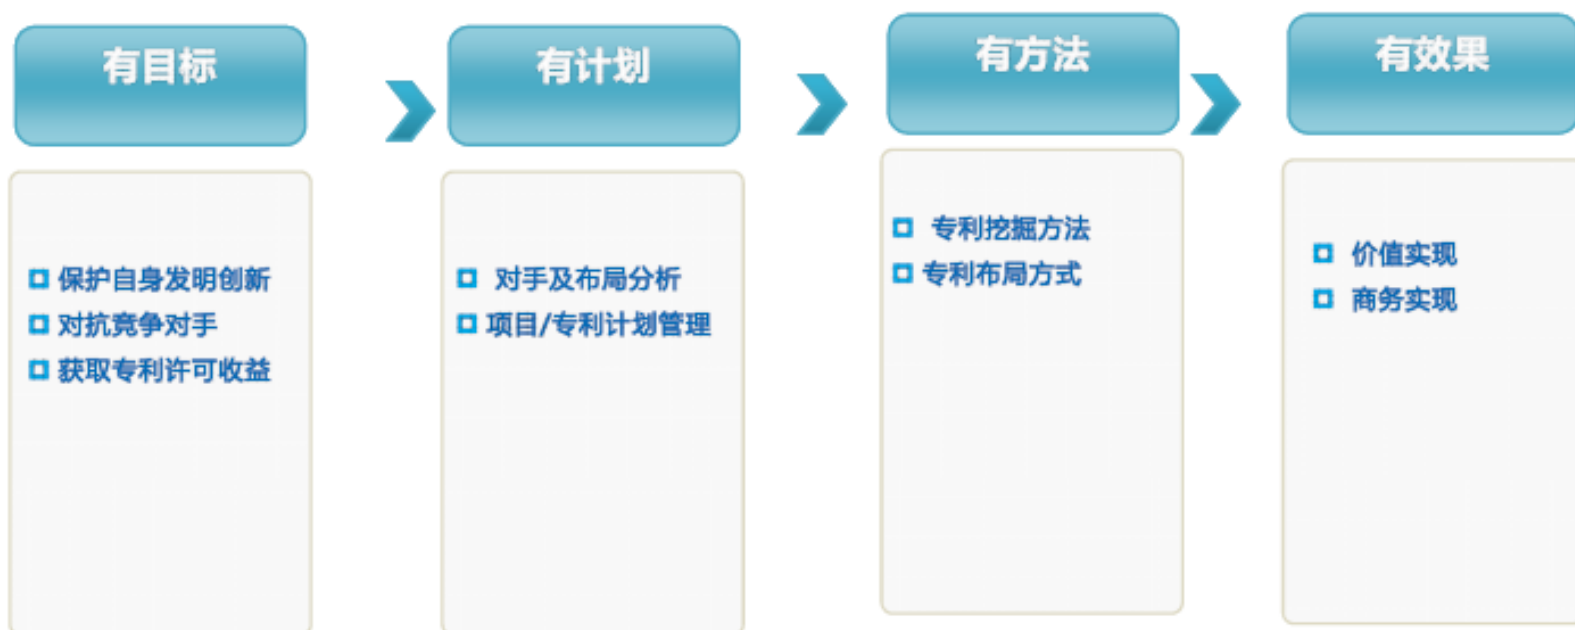 有目标
保护自身发明创新
对抗竞争对手
获取专利许可收益
有计划
对手及布局分析
项目/专利计划管理
有方法
专利挖掘方法
专利布局方式
有效果
价值实现
商务实现